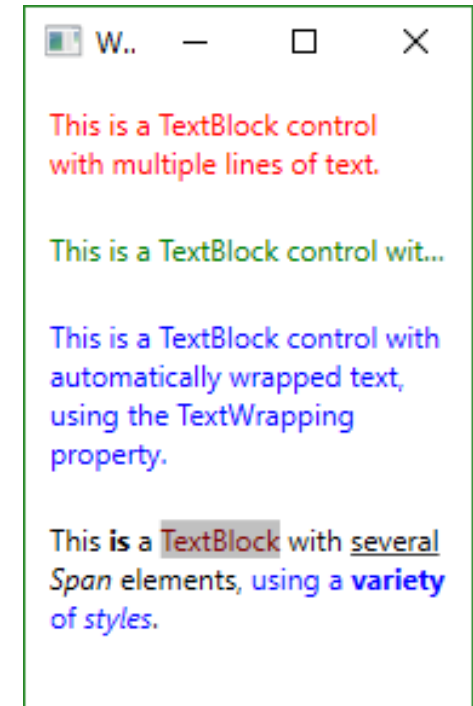 W..
This is a TextBlock control
with multiple lines of text.
This is a TextBlock control wit...
This is a TextBlock control with
automatically wrapped text,
using the TextWrapping
property.
This is a TextBlock with several
Span elements, using a variety
of styles.